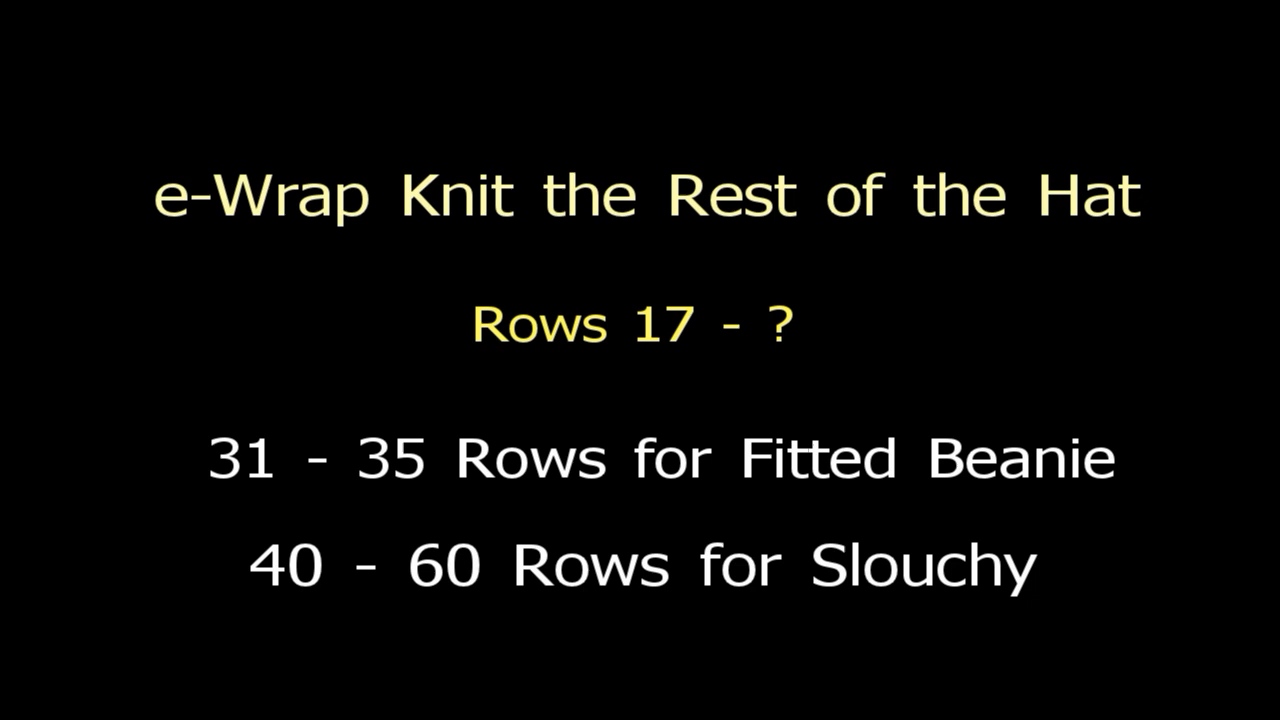 e-Wrap Knit the Rest of the Hat
Rows 17 - ?
31 - 35 Rows for Fitted Beanie
40 - 60 Rows for Slouchy